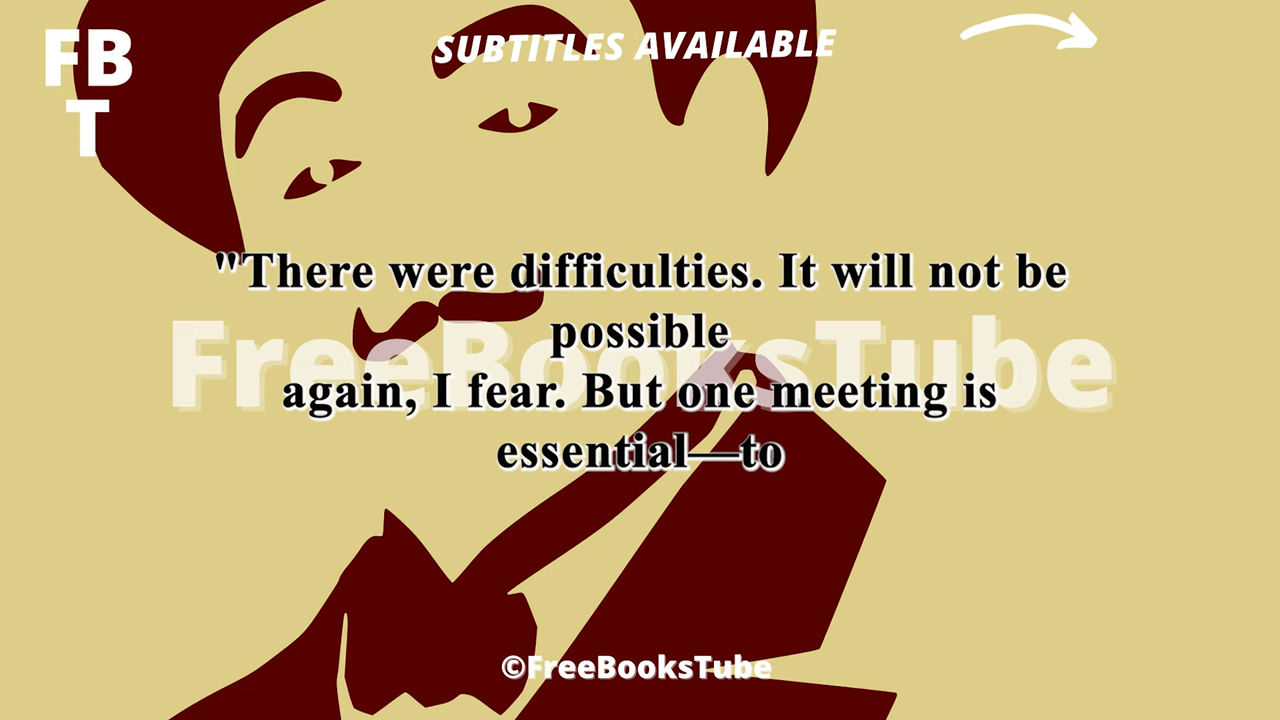 FB
T
SUBTITLES AVAILABLE
"There were difficulties. It will not be
possible
FreeBooksTube
again, I fear. But one meeting is
essential—to
©FreeBooksTube